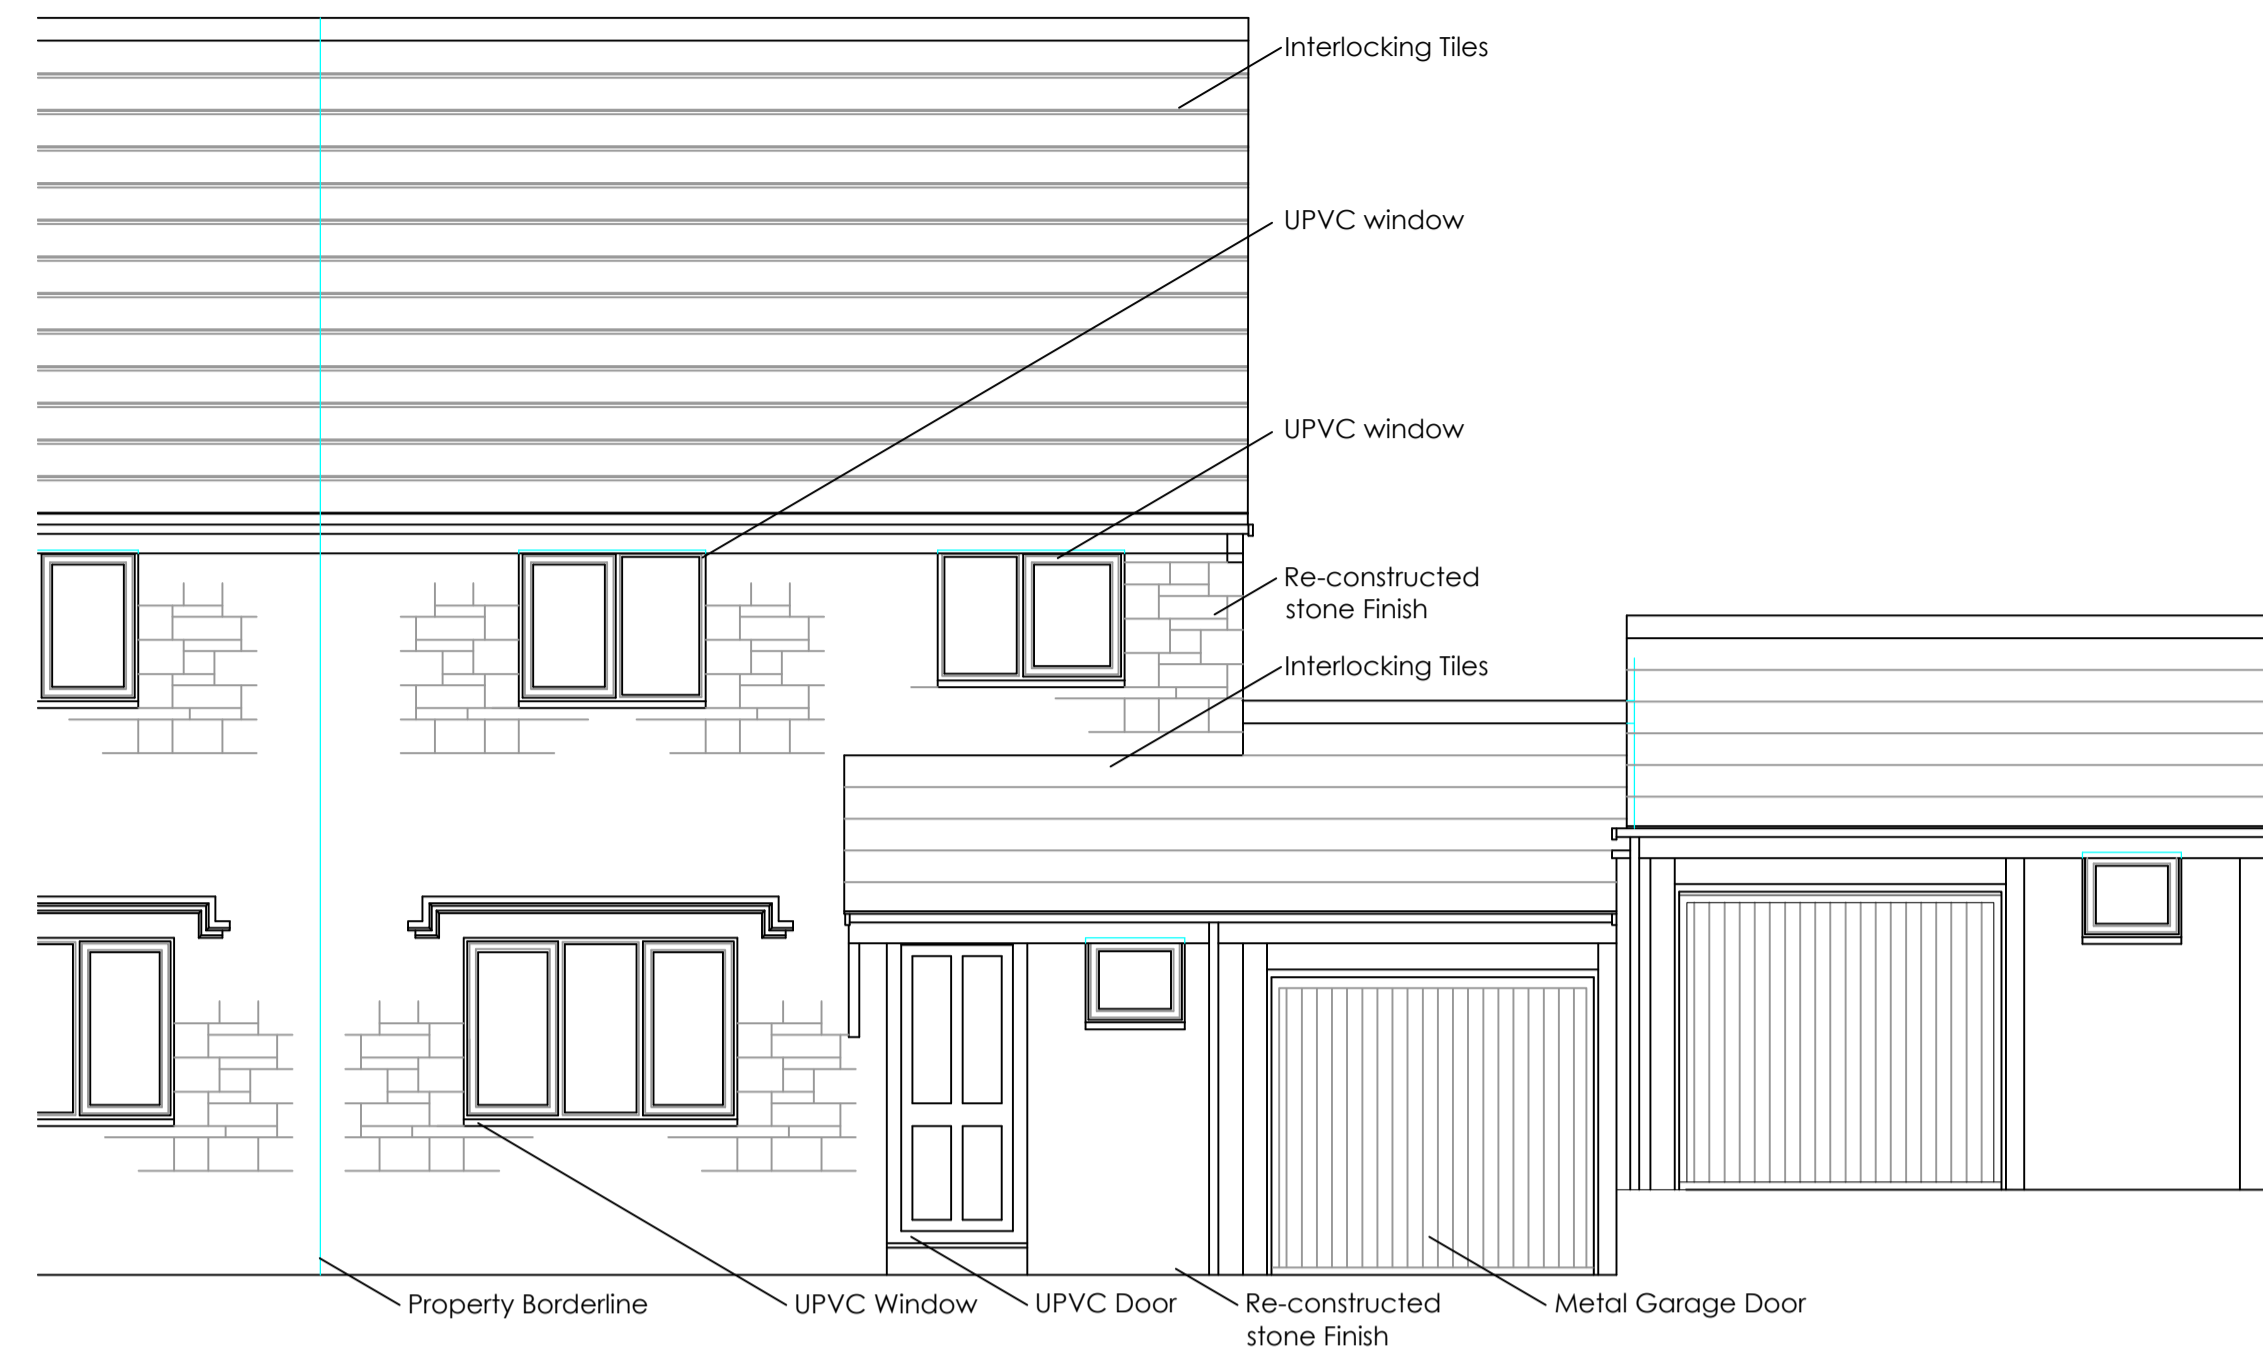 Interlocking Tiles
UPVC window
UPVC window
Re-constructed
stone Finish
Interlocking Tiles
Property Borderline
UPVC Window
UPVC Door
Re-constructed
stone Finish
Metal Garage Door